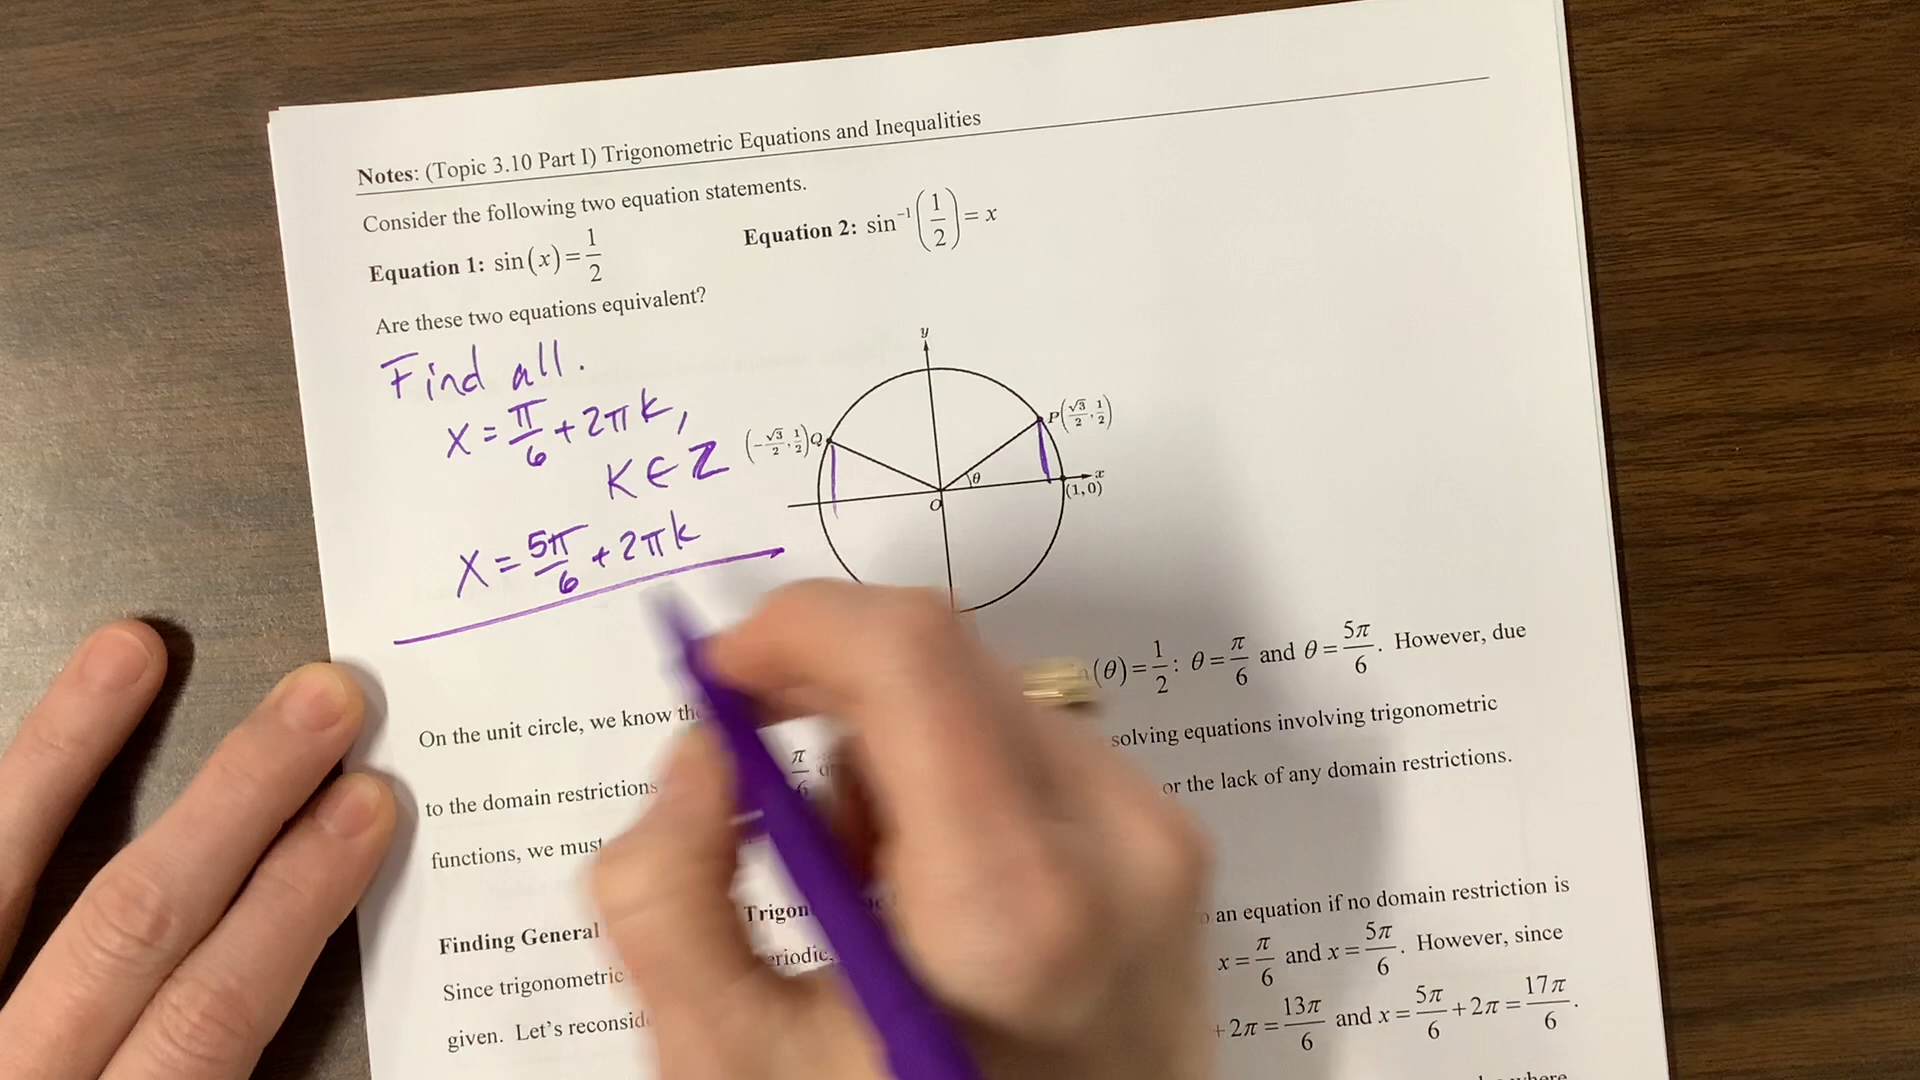 Notes: (Topic 3.10 Part I) Trigonometric Equations and Inequalities
Consider the following two equation statements.
Equation 1: sin(x) = 1/2
Equation 2: sin⁻¹(1/2) = x
Are these two equations equivalent?
Find all.
x = π/6 + 2πk,
K ∈ Z
x = 5π/6 + 2πk
y
(-√3/2, 1/2) Q
P(√3/2, 1/2)
θ
x
O
(1, 0)
On the unit circle, we know (θ) = 1/2: θ = π/6 and θ = 5π/6. However, due
to the domain restrictions π/6 solving equations involving trigonometric
functions, we must or the lack of any domain restrictions.
Finding General Trigon
an equation if no domain restriction is
Since trigonometric x = π/6 and x = 5π/6. However, since
given. Let's + 2π = 13π/6 and x = 5π/6 + 2π = 17π/6.